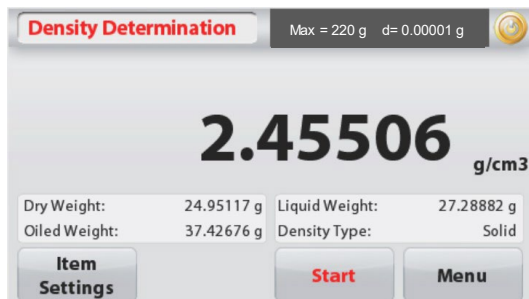 Density Determination Max = 220 g d= 0.00001 g
2.45506 g/cm3
Dry Weight: 24.95117 g Liquid Weight: 27.28882 g
Oiled Weight: 37.42676 g Density Type: Solid
Item Settings Start Menu